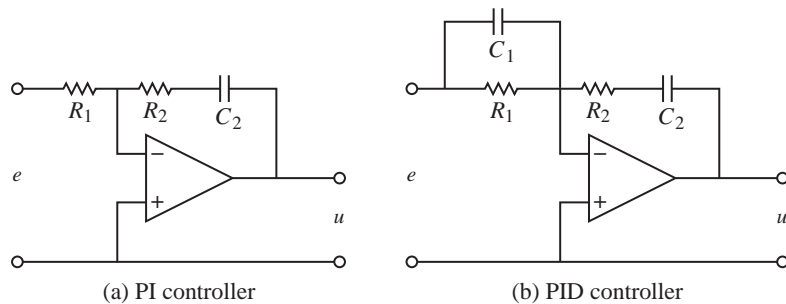 R1
R2
C2
−
+
e
u
(a) PI controller
C1
R1
R2
C2
−
+
e
u
(b) PID controller